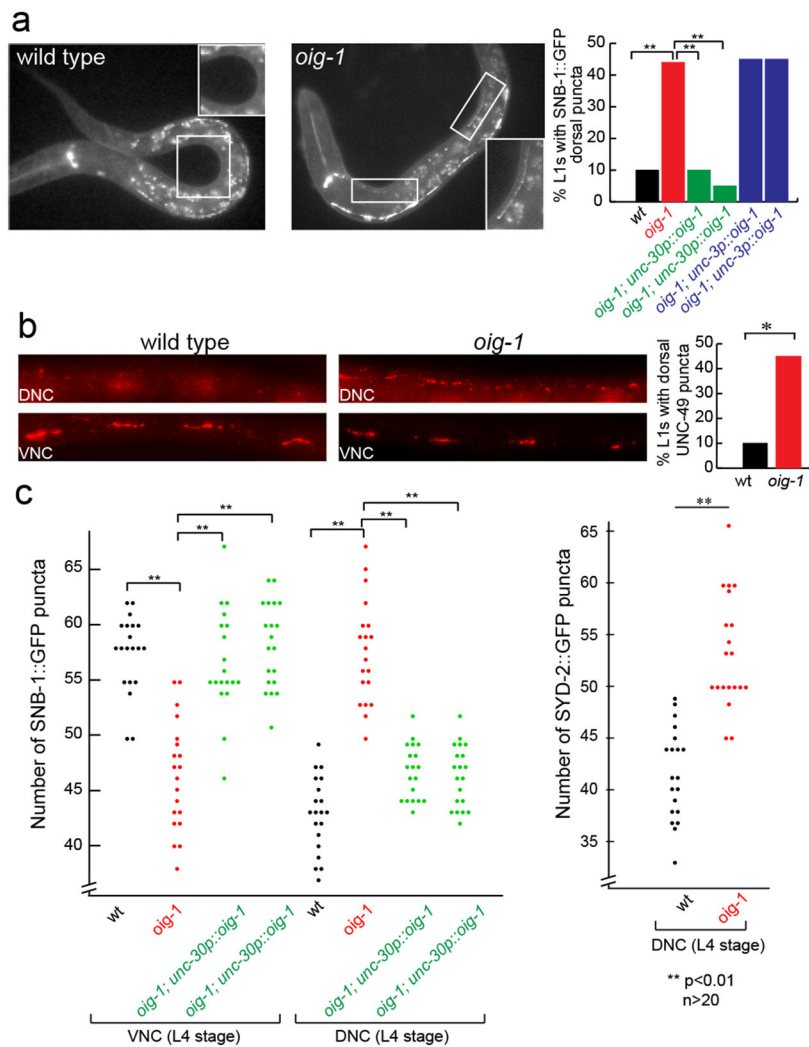 a
wild type
oig-1
% L1s with SNB-1::GFP
dorsal puncta
50
40
30
20
10
0
**
**
**
wt
oig-1
oig-1; unc-30p::oig-1
oig-1; unc-30p::oig-1
oig-1; unc-3p::oig-1
oig-1; unc-3p::oig-1
b
wild type
oig-1
DNC
DNC
VNC
VNC
% L1s with dorsal
UNC-49 puncta
50
40
30
20
10
0
*
wt
oig-1
c
Number of SNB-1::GFP puncta
65
60
55
50
45
40
**
**
**
**
**
**
wt
oig-1
oig-1; unc-30p::oig-1
oig-1; unc-30p::oig-1
wt
oig-1
oig-1; unc-30p::oig-1
oig-1; unc-30p::oig-1
VNC (L4 stage)
DNC (L4 stage)
Number of SYD-2::GFP puncta
65
60
55
50
45
40
35
**
wt
oig-1
DNC (L4 stage)
** p<0.01
n>20